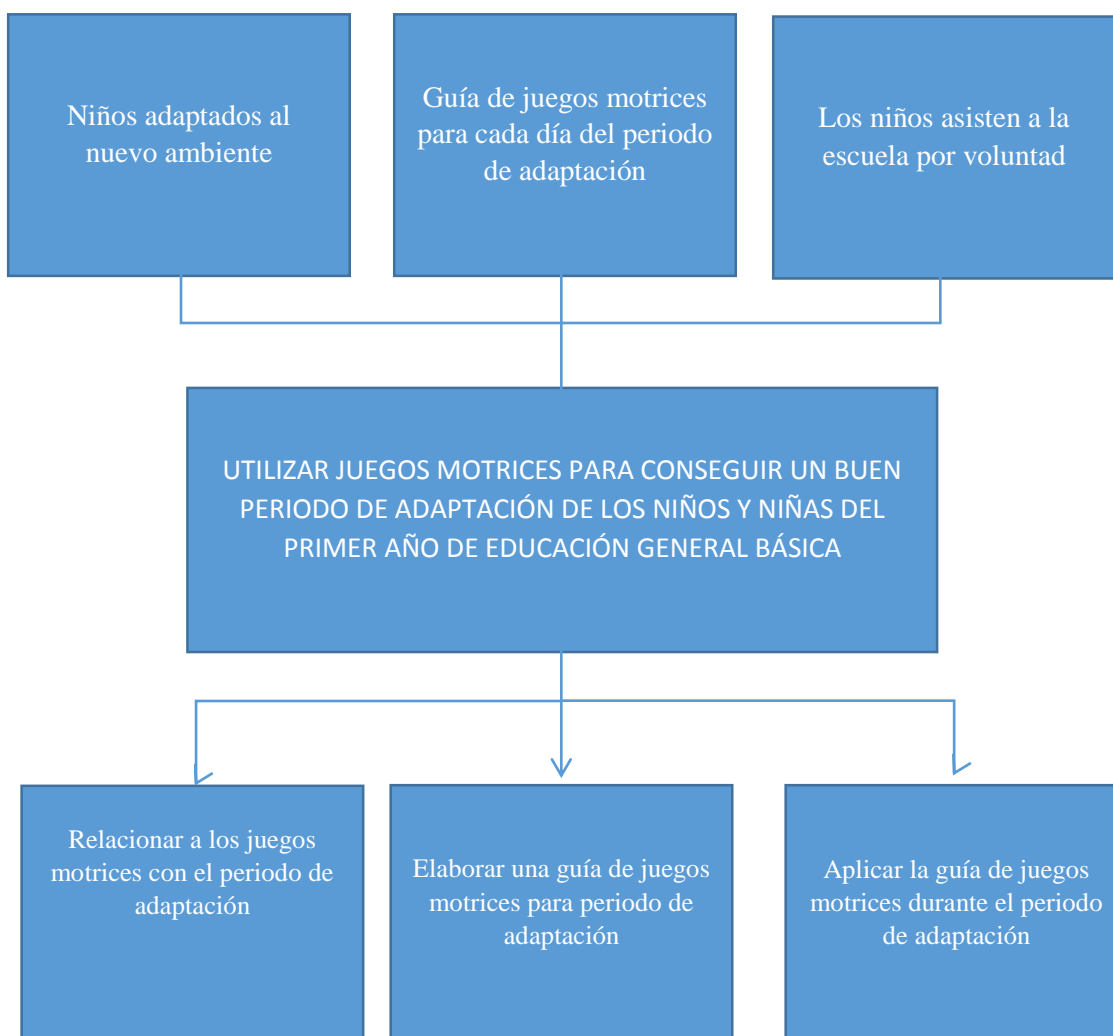 Niños adaptados al
nuevo ambiente
Guía de juegos motrices
para cada día del periodo
de adaptación
Los niños asisten a la
escuela por voluntad
UTILIZAR JUEGOS MOTRICES PARA CONSEGUIR UN BUEN
PERIODO DE ADAPTACIÓN DE LOS NIÑOS Y NIÑAS DEL
PRIMER AÑO DE EDUCACIÓN GENERAL BÁSICA
Relacionar a los juegos
motrices con el periodo de
adaptación
Elaborar una guía de juegos
motrices para periodo de
adaptación
Aplicar la guía de juegos
motrices durante el periodo
de adaptación